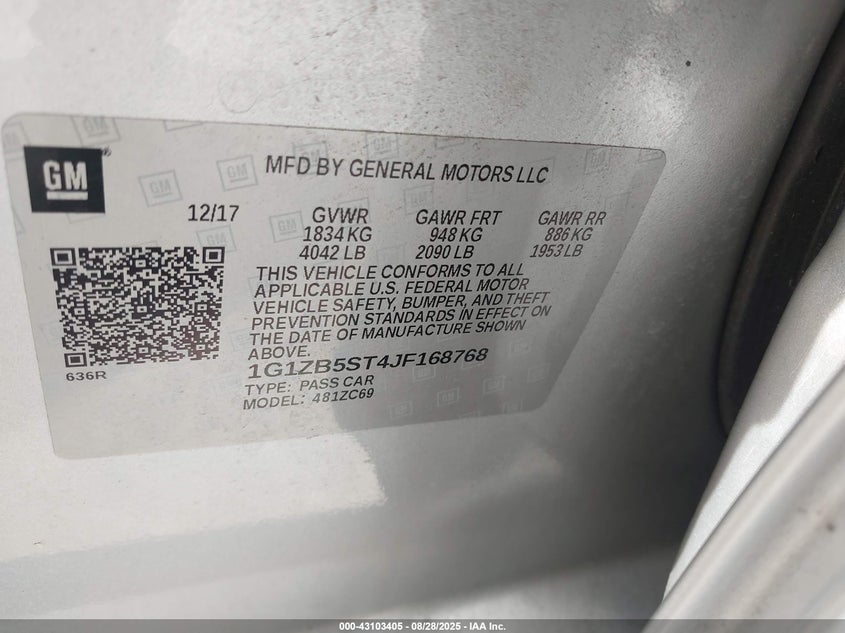 GM
MFD BY GENERAL MOTORS LLC
12/17 GVWR GAWR FRT GAWR RR
1834 KG 948 KG 886 KG
4042 LB 2090 LB 1953 LB
THIS VEHICLE CONFORMS TO ALL
APPLICABLE U.S. FEDERAL MOTOR
VEHICLE SAFETY, BUMPER, AND THEFT
PREVENTION STANDARDS IN EFFECT ON
THE DATE OF MANUFACTURE SHOWN
ABOVE.
636R
1G1ZB5ST4JF168768
TYPE: PASS CAR
MODEL: 481ZC69
000-43103405 - 08/28/2025 - IAA Inc.